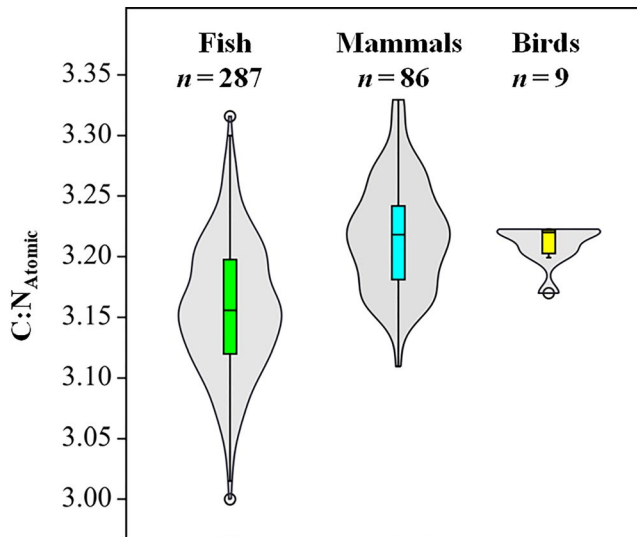 Fish Mammals Birds
n = 287 n = 86 n = 9
3.35
3.30
3.25
3.20
3.15
3.10
3.05
3.00
C:NAtomic